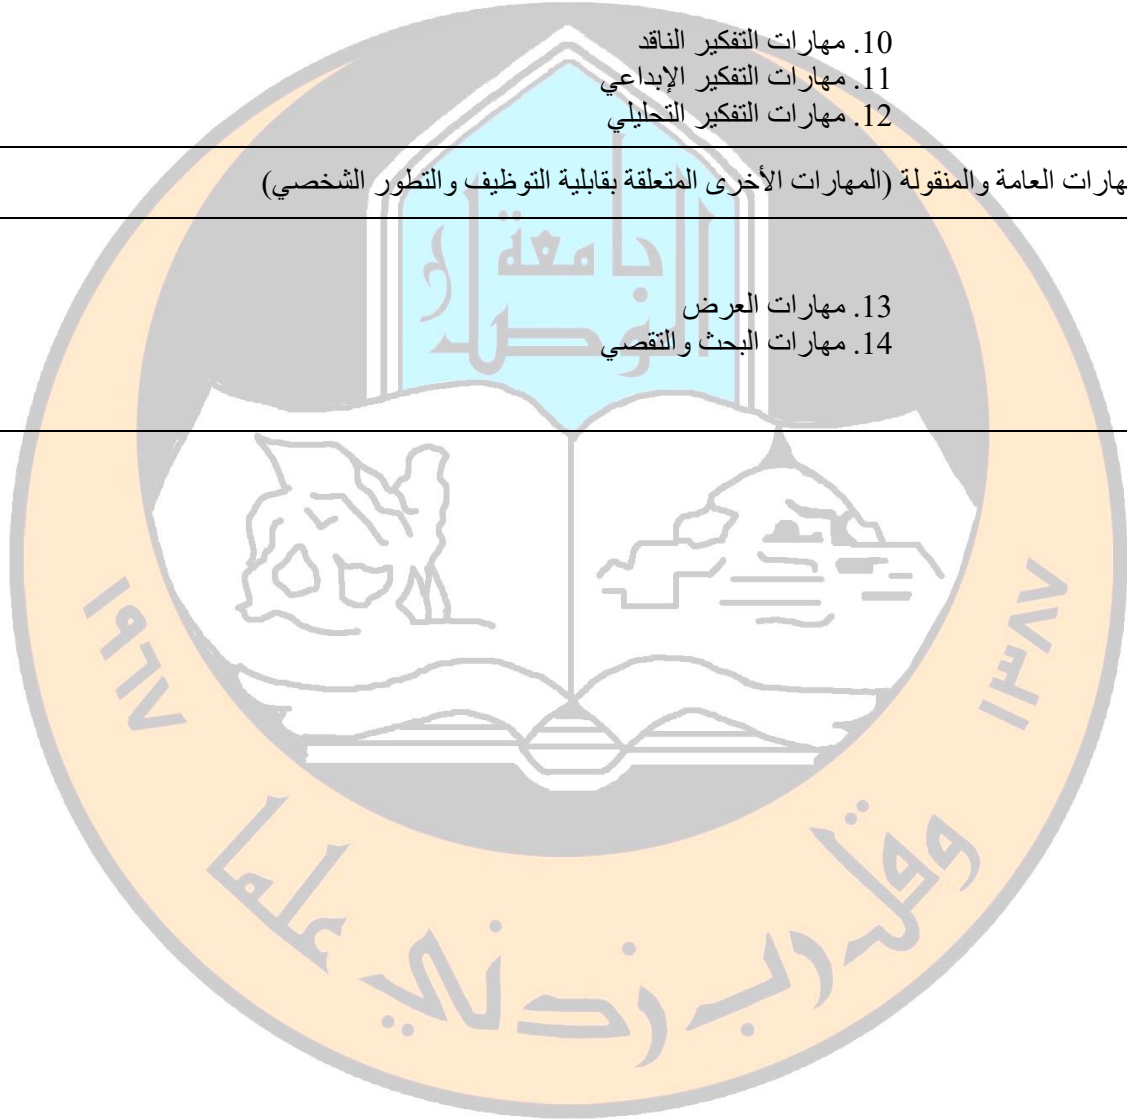 10. مهارات التفكير الناقد
11. مهارات التفكير الإبداعي
12. مهارات التفكير التحليلي
هارات العامة والمنقولة (المهارات الأخرى المتعلقة بقابلية التوظيف والتطور الشخصي)
جامعة
الموصل
13. مهارات العرض
14. مهارات البحث والتقصي
١٣٨٧
١٩٦٧
وقل رب زدني علما